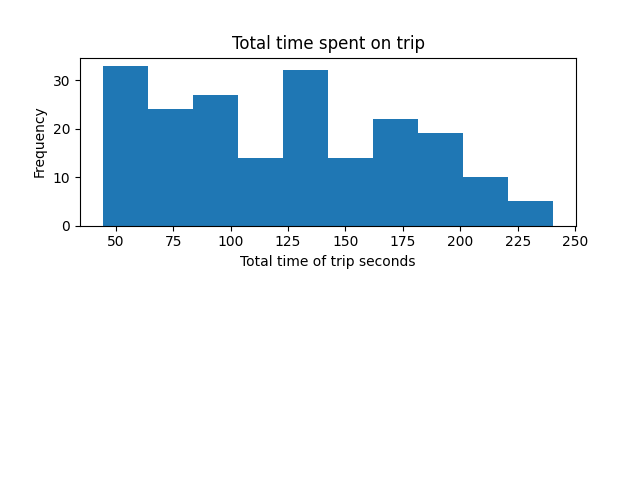 Total time spent on trip
Frequency
30
20
10
0
50 75 100 125 150 175 200 225 250
Total time of trip seconds